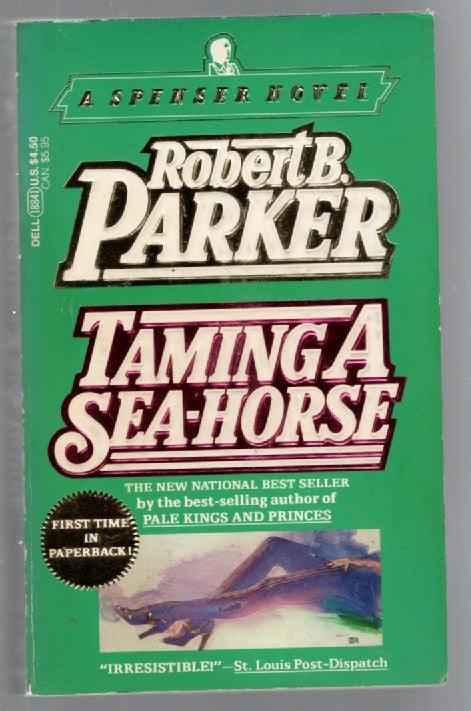 A SPENSER NOVEL
DELL 18841 U.S. $4.50
CAN. $5.95
Robert B.
PARKER
TAMING A
SEA-HORSE
THE NEW NATIONAL BEST SELLER
by the best-selling author of
PALE KINGS AND PRINCES
FIRST TIME
IN
PAPERBACK!
"IRRESISTIBLE!"—St. Louis Post-Dispatch